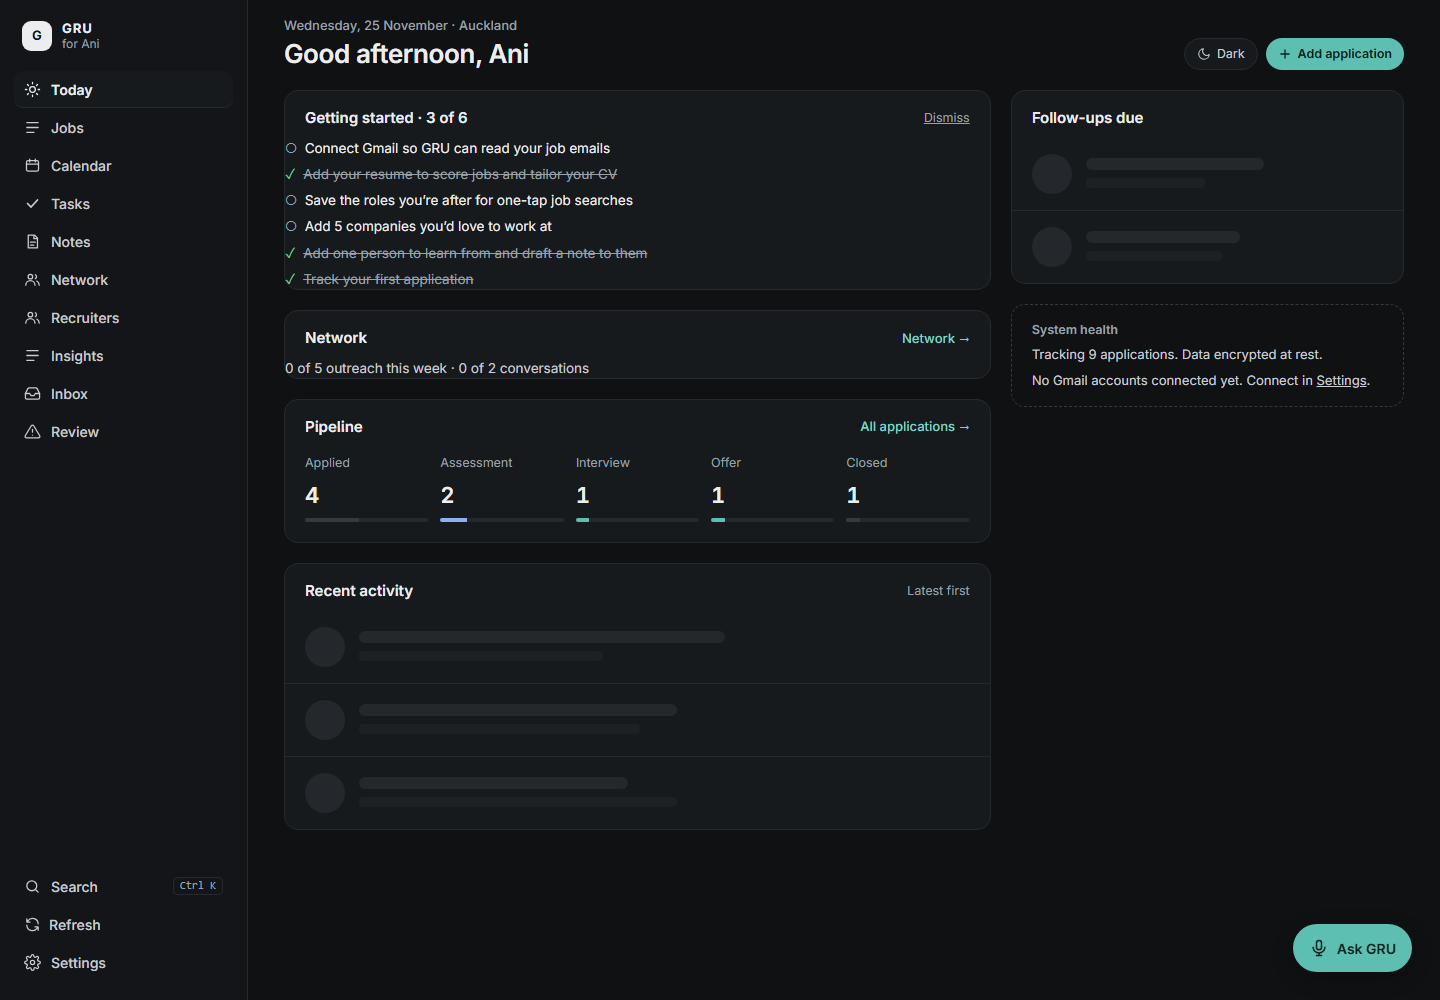 G
GRU
for Ani
Today
Jobs
Calendar
Tasks
Notes
Network
Recruiters
Insights
Inbox
Review
Search
Ctrl K
Refresh
Settings
Wednesday, 25 November · Auckland
Good afternoon, Ani
Dark
+ Add application
Getting started · 3 of 6
Dismiss
Connect Gmail so GRU can read your job emails
✓ Add your resume to score jobs and tailor your CV
Save the roles you’re after for one-tap job searches
Add 5 companies you’d love to work at
✓ Add one person to learn from and draft a note to them
✓ Track your first application
Network
Network →
0 of 5 outreach this week · 0 of 2 conversations
Pipeline
All applications →
Applied
4
Assessment
2
Interview
1
Offer
1
Closed
1
Recent activity
Latest first
Follow-ups due
System health
Tracking 9 applications. Data encrypted at rest.
No Gmail accounts connected yet. Connect in Settings.
Ask GRU